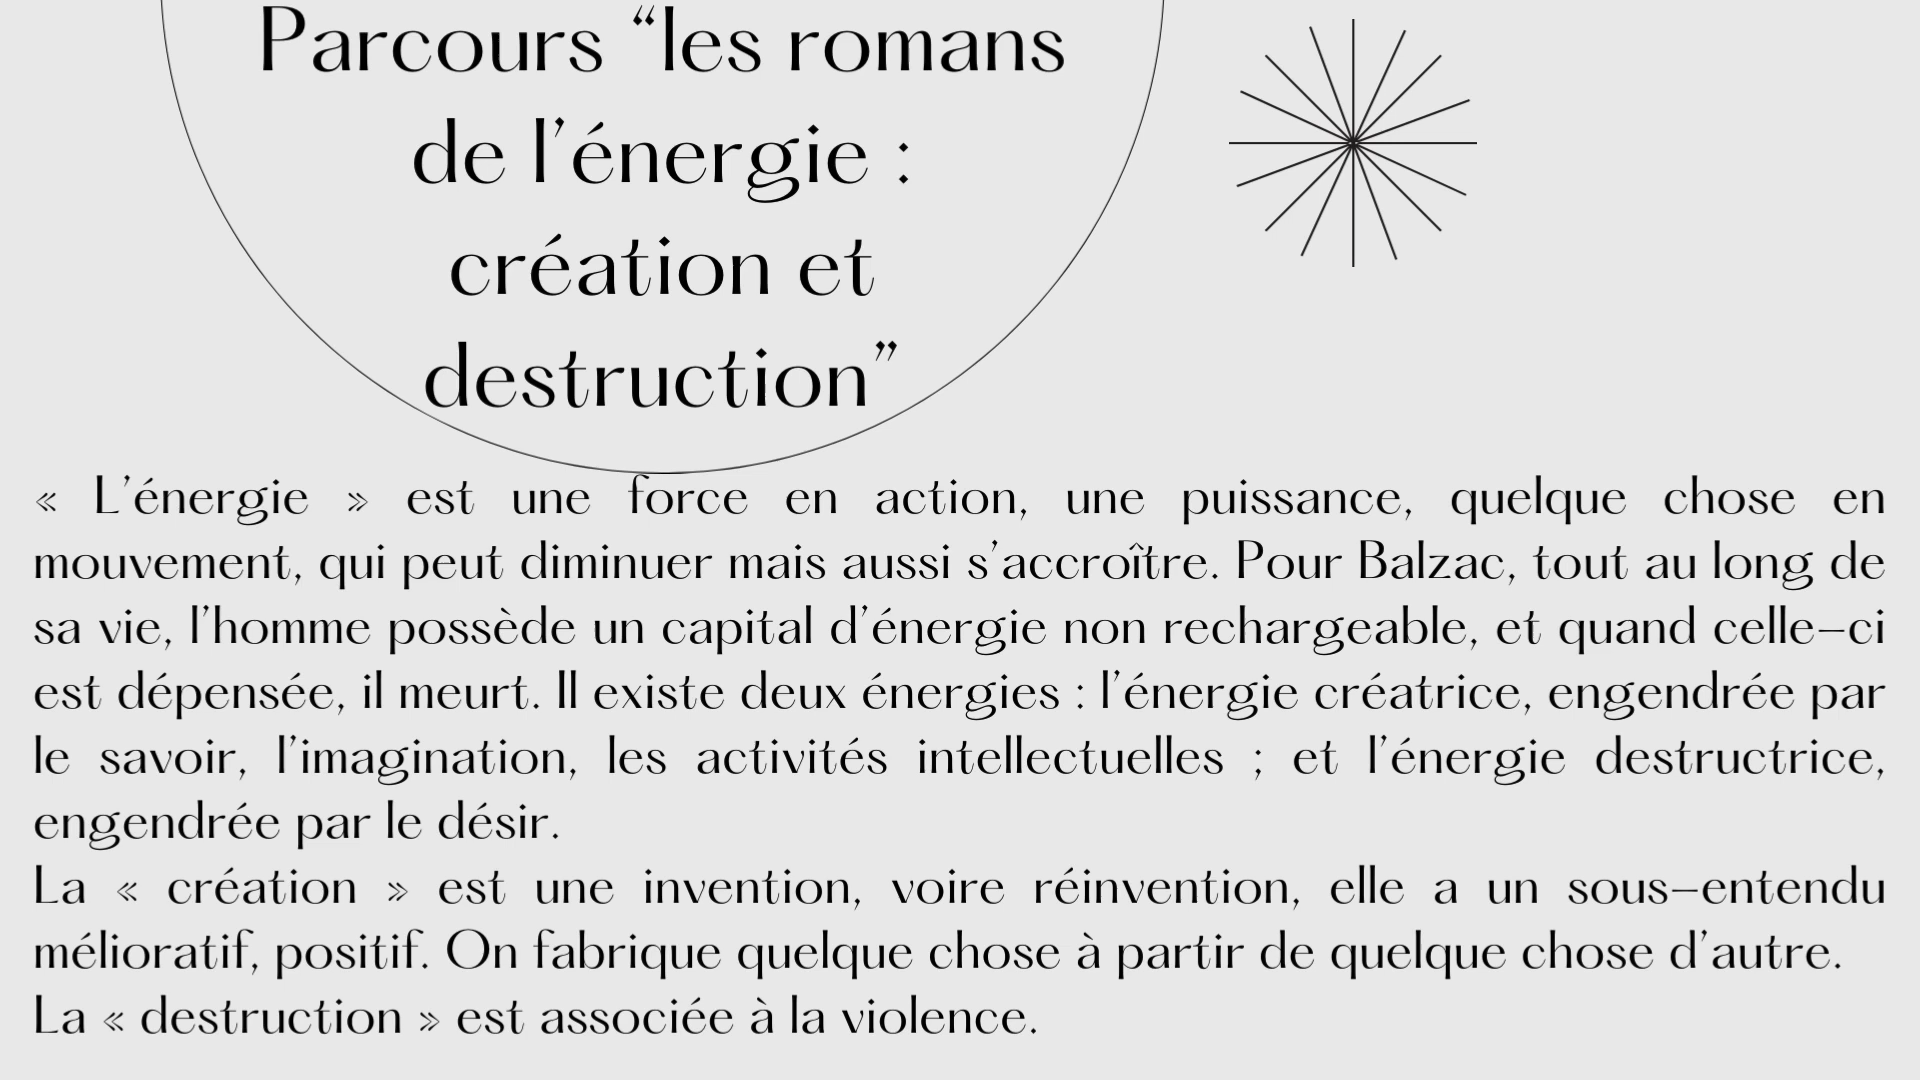 Parcours “les romans
de l’énergie :
création et
destruction”
« L’énergie » est une force en action, une puissance, quelque chose en
mouvement, qui peut diminuer mais aussi s’accroître. Pour Balzac, tout au long de
sa vie, l’homme possède un capital d’énergie non rechargeable, et quand celle-ci
est dépensée, il meurt. Il existe deux énergies : l’énergie créatrice, engendrée par
le savoir, l’imagination, les activités intellectuelles ; et l’énergie destructrice,
engendrée par le désir.
La « création » est une invention, voire réinvention, elle a un sous-entendu
mélioratif, positif. On fabrique quelque chose à partir de quelque chose d’autre.
La « destruction » est associée à la violence.